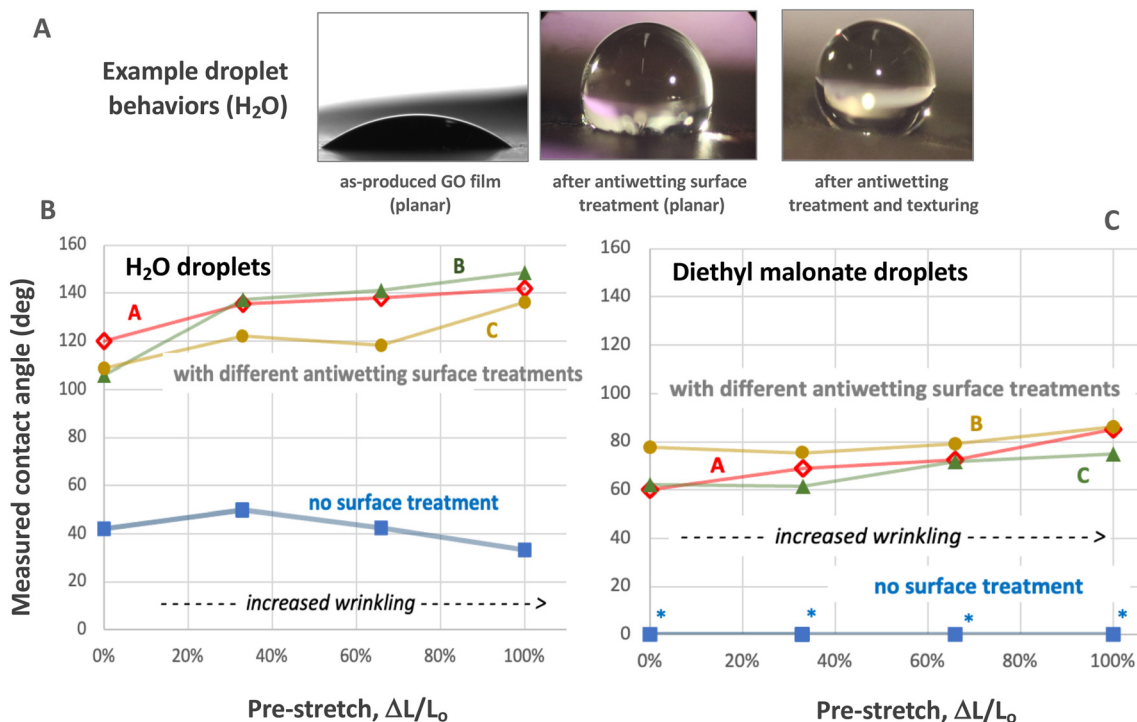 A
Example droplet
behaviors (H₂O)
as-produced GO film
(planar)
after antiwetting surface
treatment (planar)
after antiwetting
treatment and texturing
B
Measured contact angle (deg)
160
140
120
100
80
60
40
20
0
H₂O droplets
A
B
C
with different antiwetting surface treatments
no surface treatment
increased wrinkling
0%
20%
40%
60%
80%
100%
Pre-stretch, ΔL/Lₒ
C
160
140
120
100
80
60
40
20
0
Diethyl malonate droplets
with different antiwetting surface treatments
B
A
C
increased wrinkling
no surface treatment
*
*
*
*
0%
20%
40%
60%
80%
100%
Pre-stretch, ΔL/Lₒ